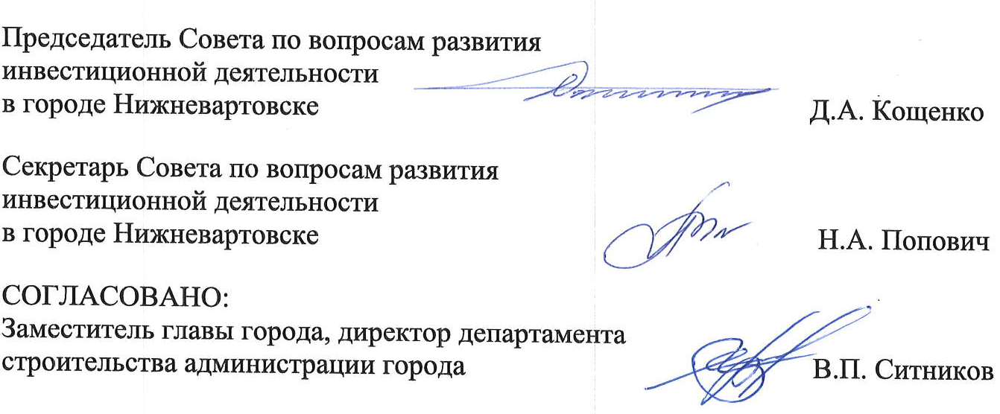 Председатель Совета по вопросам развития
инвестиционной деятельности
в городе Нижневартовске
Д.А. Кощенко
Секретарь Совета по вопросам развития
инвестиционной деятельности
в городе Нижневартовске
Н.А. Попович
СОГЛАСОВАНО:
Заместитель главы города, директор департамента
строительства администрации города
В.П. Ситников